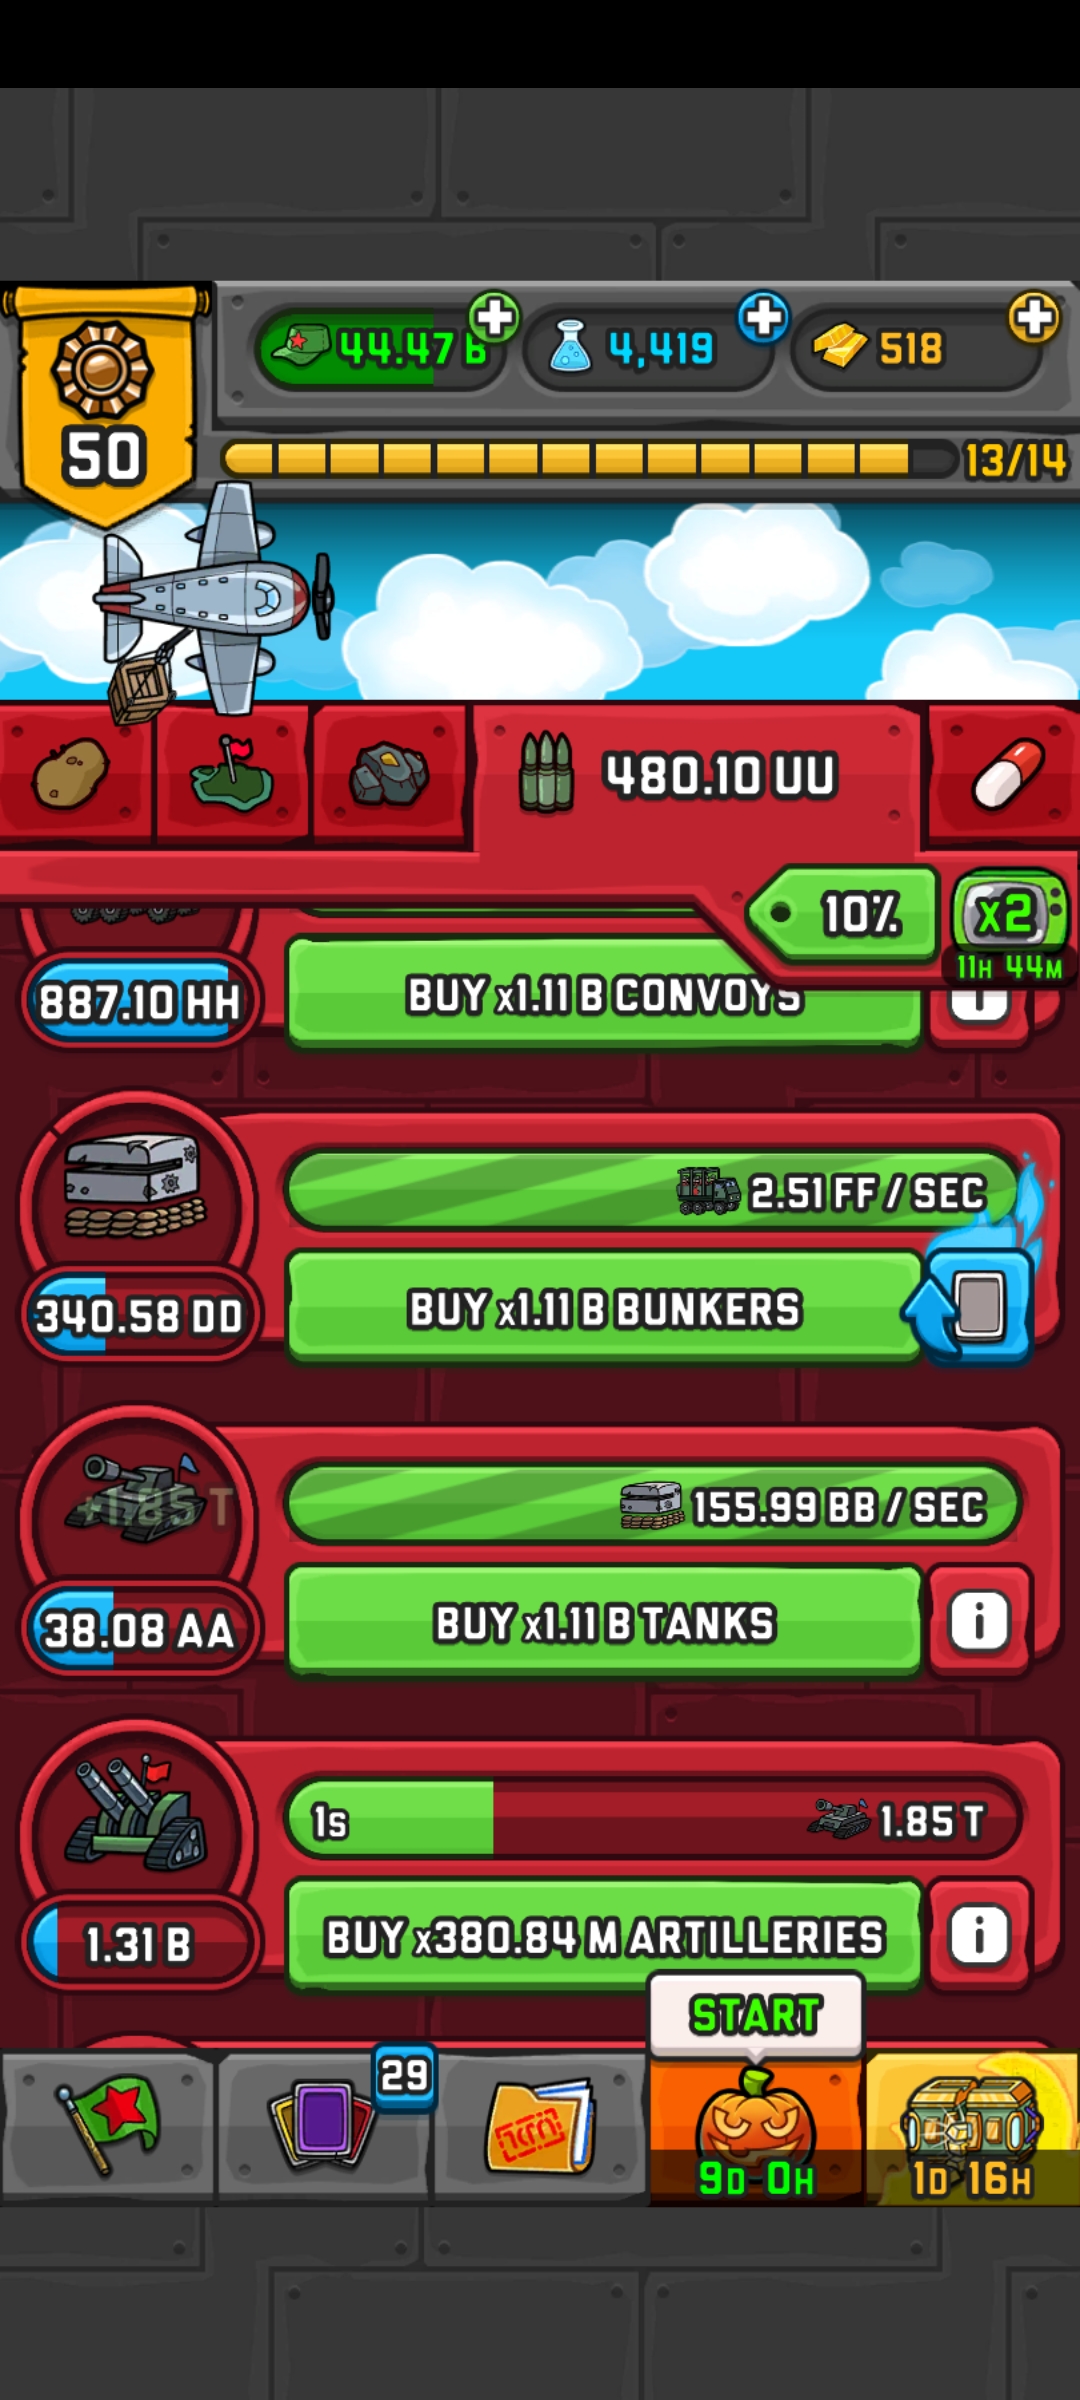 44.47 B
4,419
518
50
13/14
480.10 UU
10%
x2
11H 44M
887.10 HH
BUY x1.11 B CONVOYS
2.51 FF / SEC
340.58 DD
BUY x1.11 B BUNKERS
+1.85 T
155.99 BB / SEC
38.08 AA
BUY x1.11 B TANKS
1s
1.85 T
1.31 B
BUY x380.84 M ARTILLERIES
START
29
9D 0H
1D 16H